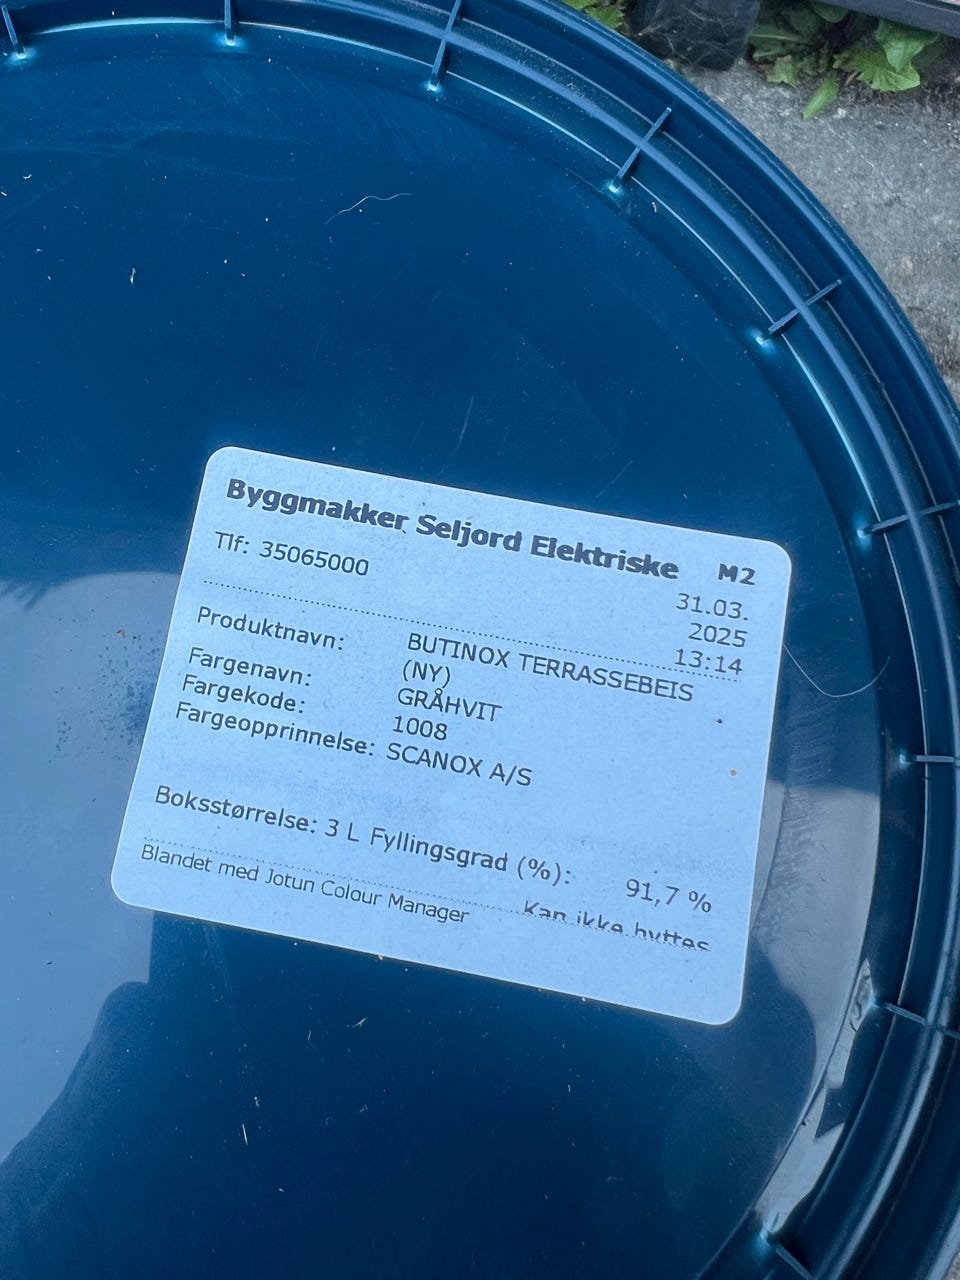 Byggmakker Seljord Elektriske M2
Tlf: 35065000
31.03.
2025
13:14
Produktnavn: BUTINOX TERRASSEBEIS
(NY)
Fargenavn: GRÅHVIT
Fargekode: 1008
Fargeopprinnelse: SCANOX A/S
Boksstørrelse: 3 L Fyllingsgrad (%): 91,7 %
Kan ikke byttes
Blandet med Jotun Colour Manager